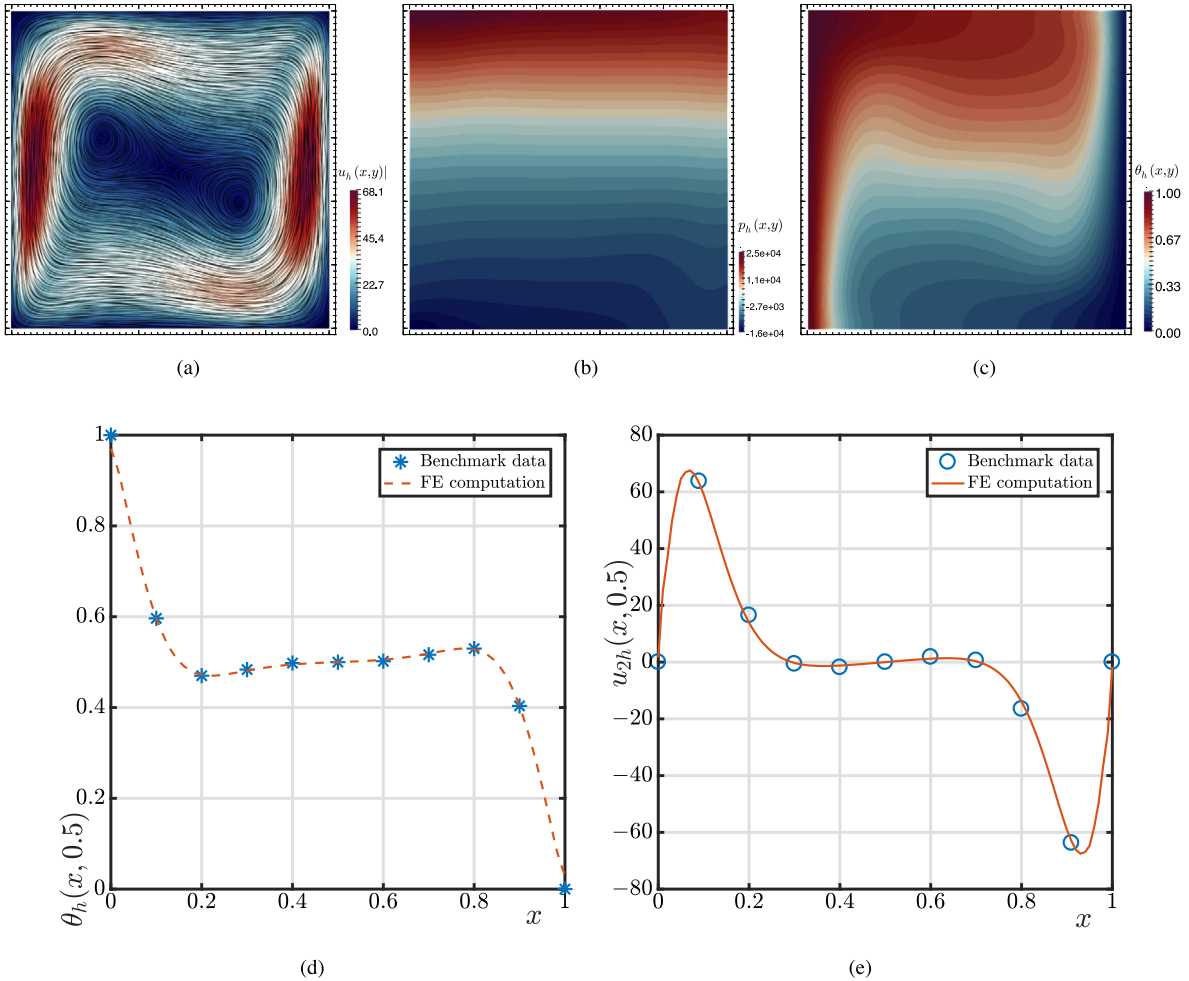 u_h(x,y)|
68.1
45.4
22.7
0.0
(a)
p_h(x,y)
2.5e+04
1.1e+04
-2.7e+03
-1.6e+04
(b)
θ_h(x,y)
1.00
0.67
0.33
0.00
(c)
1
0.8
0.6
0.4
0.2
0
0
0.2
0.4
0.6
0.8
1
θ_h(x, 0.5)
x
Benchmark data
FE computation
(d)
80
60
40
20
0
−20
−40
−60
−80
0
0.2
0.4
0.6
0.8
1
u_{2h}(x, 0.5)
x
Benchmark data
FE computation
(e)